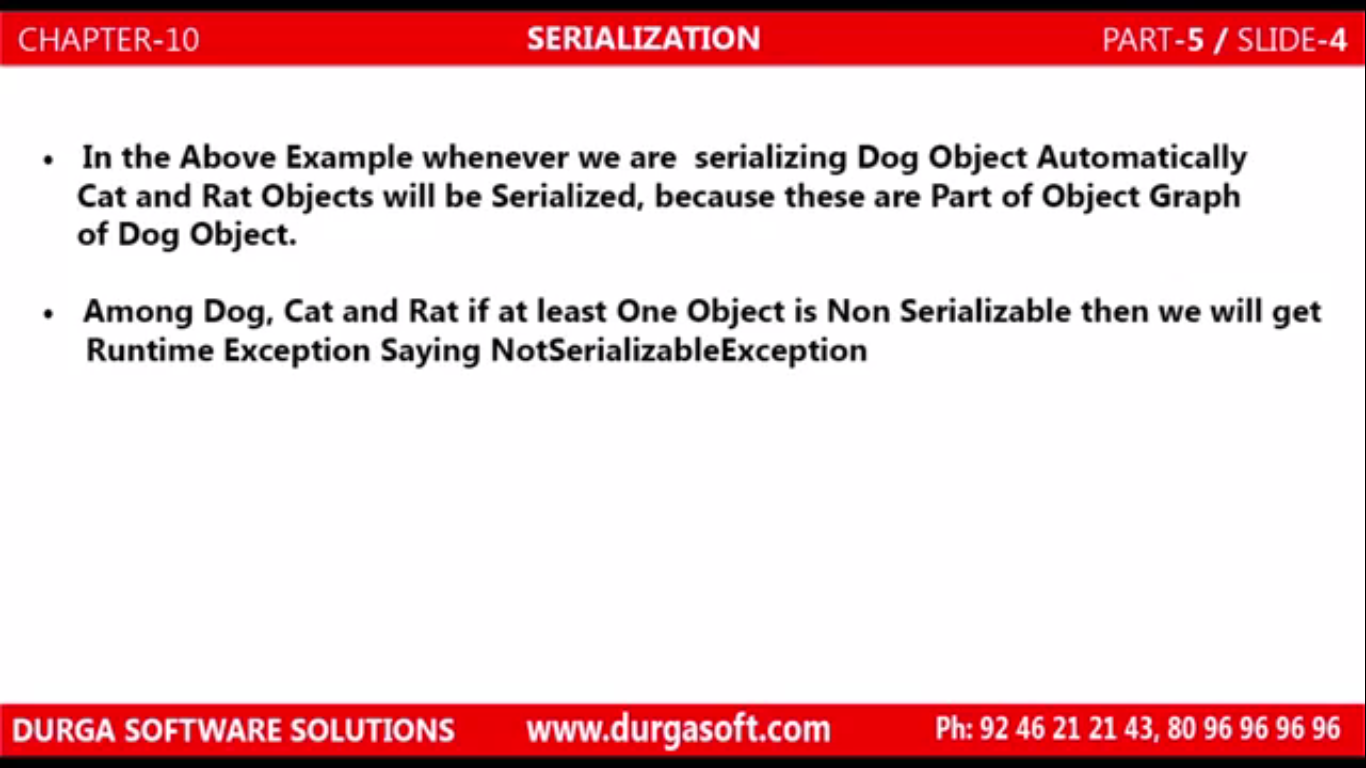 CHAPTER-10 SERIALIZATION PART-5 / SLIDE-4
• In the Above Example whenever we are serializing Dog Object Automatically
Cat and Rat Objects will be Serialized, because these are Part of Object Graph
of Dog Object.
• Among Dog, Cat and Rat if at least One Object is Non Serializable then we will get
Runtime Exception Saying NotSerializableException
DURGA SOFTWARE SOLUTIONS www.durgasoft.com Ph: 92 46 21 21 43, 80 96 96 96 96